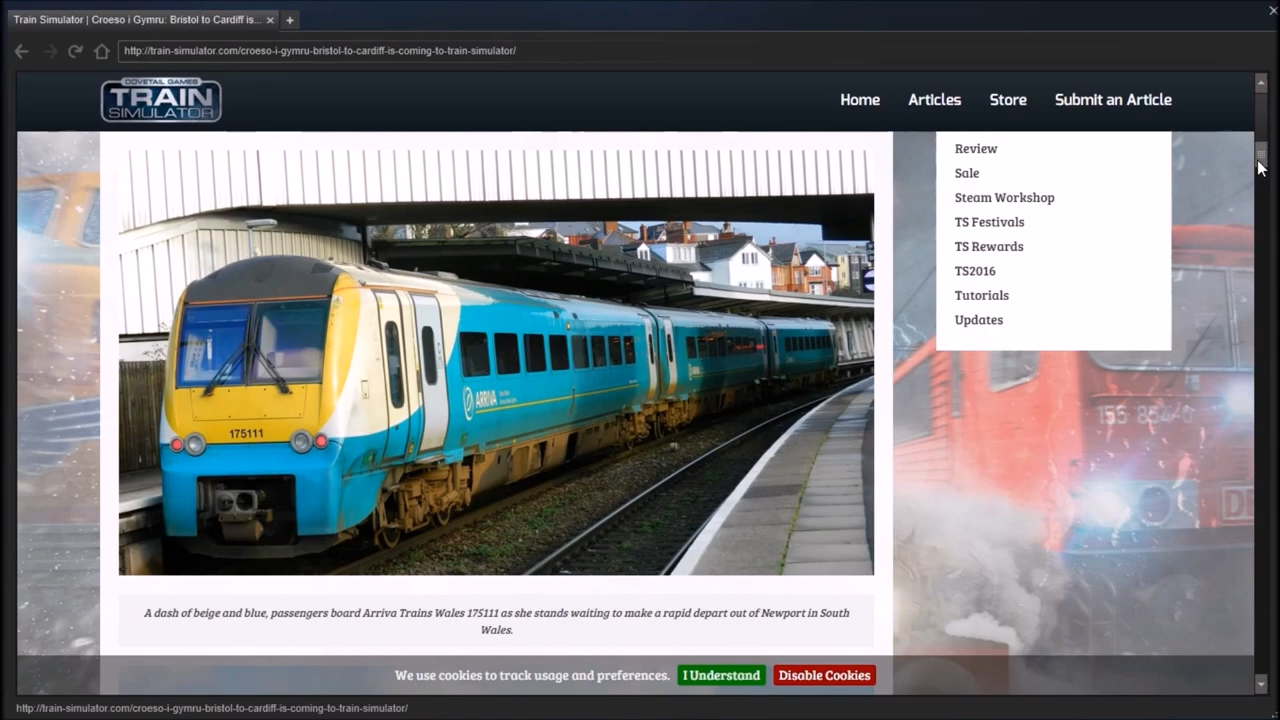 Train Simulator | Croeso i Gymru: Bristol to Cardiff is...
http://train-simulator.com/croeso-i-gymru-bristol-to-cardiff-is-coming-to-train-simulator/
DOVETAIL GAMES
TRAIN
SIMULATOR
Home
Articles
Store
Submit an Article
Review
Sale
Steam Workshop
TS Festivals
TS Rewards
TS2016
Tutorials
Updates
ARRIVA
175111
A dash of beige and blue, passengers board Arriva Trains Wales 175111 as she stands waiting to make a rapid depart out of Newport in South
Wales.
We use cookies to track usage and preferences.
I Understand
Disable Cookies
http://train-simulator.com/croeso-i-gymru-bristol-to-cardiff-is-coming-to-train-simulator/